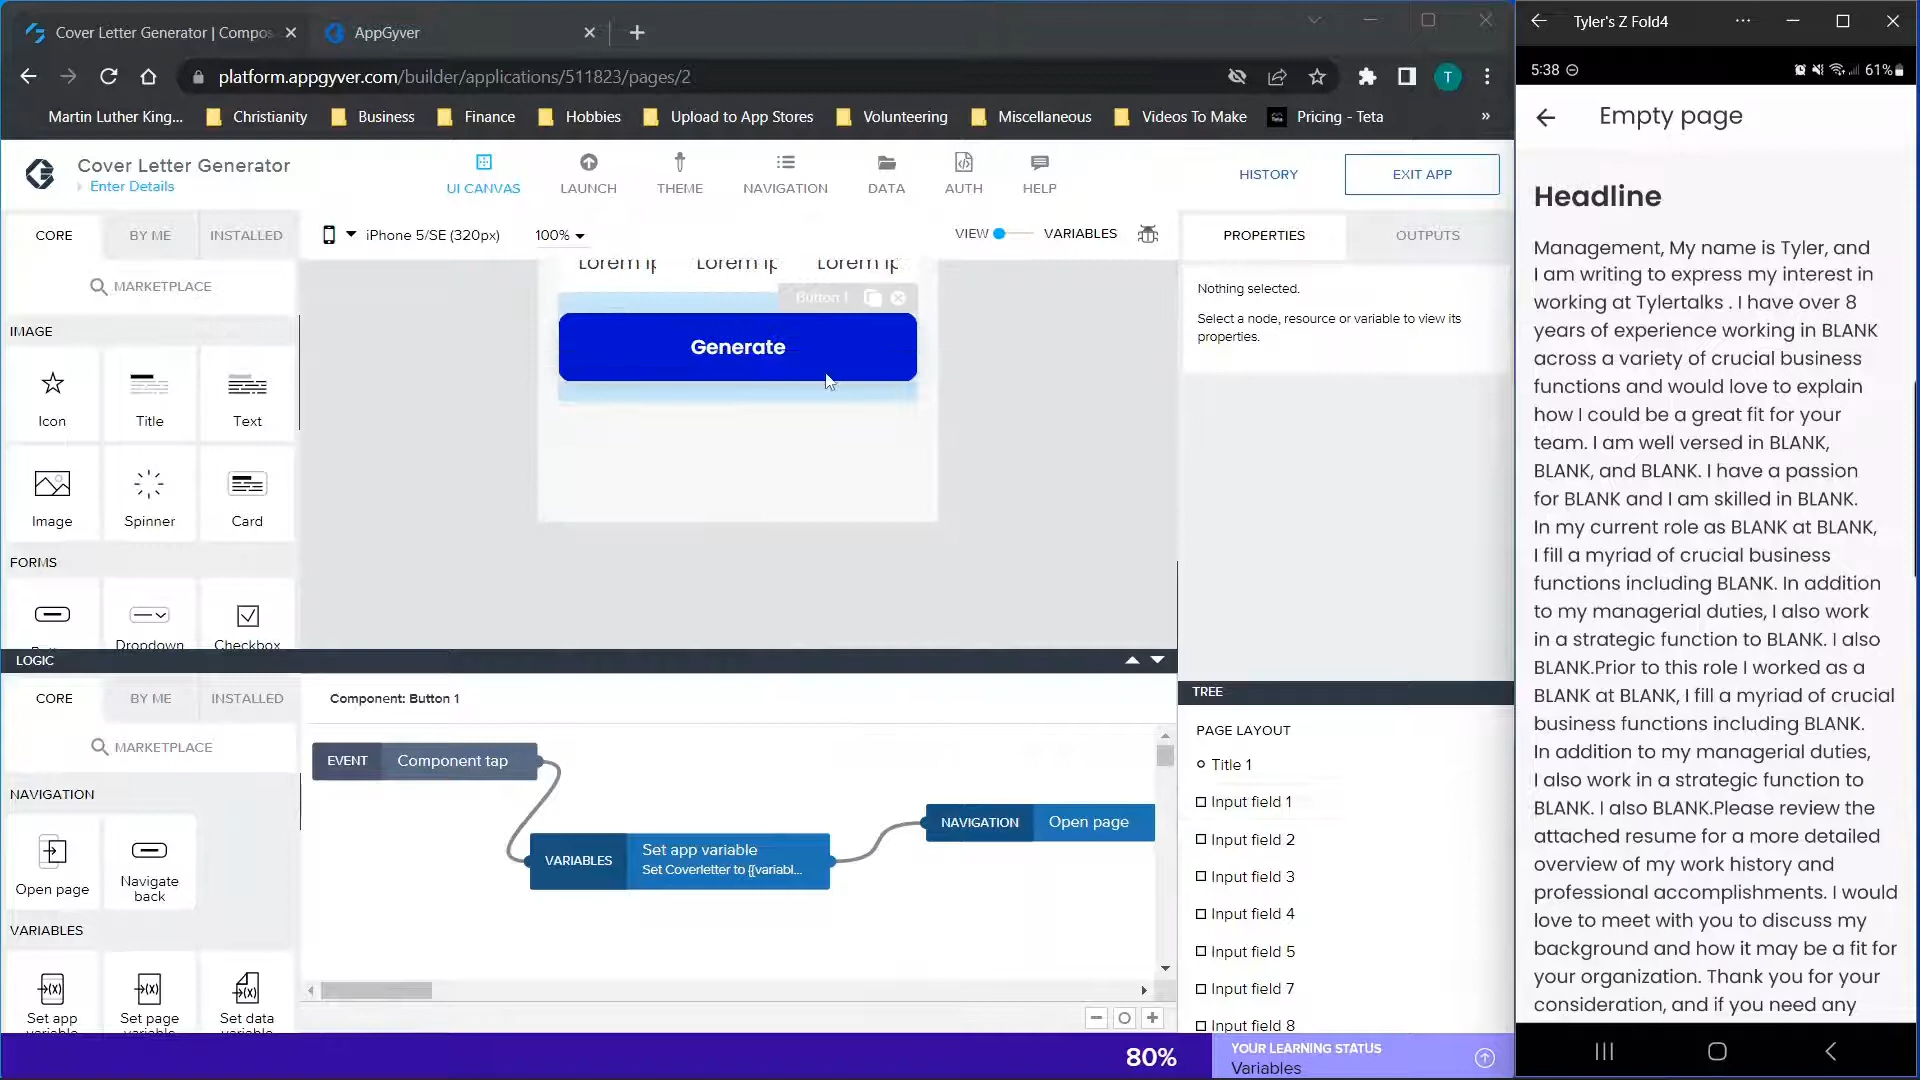 Cover Letter Generator | Compos
AppGyver
platform.appgyver.com/builder/applications/511823/pages/2
T
Martin Luther King...
Christianity
Business
Finance
Hobbies
Upload to App Stores
Volunteering
Miscellaneous
Videos To Make
Teta
Pricing - Teta
»
Cover Letter Generator
Enter Details
UI CANVAS
LAUNCH
THEME
NAVIGATION
DATA
AUTH
HELP
HISTORY
EXIT APP
CORE
BY ME
INSTALLED
iPhone 5/SE (320px)
100%
VIEW
VARIABLES
PROPERTIES
OUTPUTS
MARKETPLACE
Lorem ip
Lorem ip
Lorem ip
Button 1
Generate
Nothing selected.
Select a node, resource or variable to view its
properties.
IMAGE
Icon
Title
Text
Image
Spinner
Card
FORMS
Dropdown
Checkbox
LOGIC
CORE
BY ME
INSTALLED
MARKETPLACE
Component: Button 1
EVENT
Component tap
VARIABLES
Set app variable
Set Coverletter to {{variabl...
NAVIGATION
Open page
NAVIGATION
Open page
Navigate
back
VARIABLES
Set app
variable
Set page
variable
Set data
variable
TREE
PAGE LAYOUT
Title 1
Input field 1
Input field 2
Input field 3
Input field 4
Input field 5
Input field 7
Input field 8
80%
YOUR LEARNING STATUS
Variables
Tyler's Z Fold4
5:38
61%
Empty page
Headline
Management, My name is Tyler, and
I am writing to express my interest in
working at Tylertalks . I have over 8
years of experience working in BLANK
across a variety of crucial business
functions and would love to explain
how I could be a great fit for your
team. I am well versed in BLANK,
BLANK, and BLANK. I have a passion
for BLANK and I am skilled in BLANK.
In my current role as BLANK at BLANK,
I fill a myriad of crucial business
functions including BLANK. In addition
to my managerial duties, I also work
in a strategic function to BLANK. I also
BLANK.Prior to this role I worked as a
BLANK at BLANK, I fill a myriad of crucial
business functions including BLANK.
In addition to my managerial duties,
I also work in a strategic function to
BLANK. I also BLANK.Please review the
attached resume for a more detailed
overview of my work history and
professional accomplishments. I would
love to meet with you to discuss my
background and how it may be a fit for
your organization. Thank you for your
consideration, and if you need any